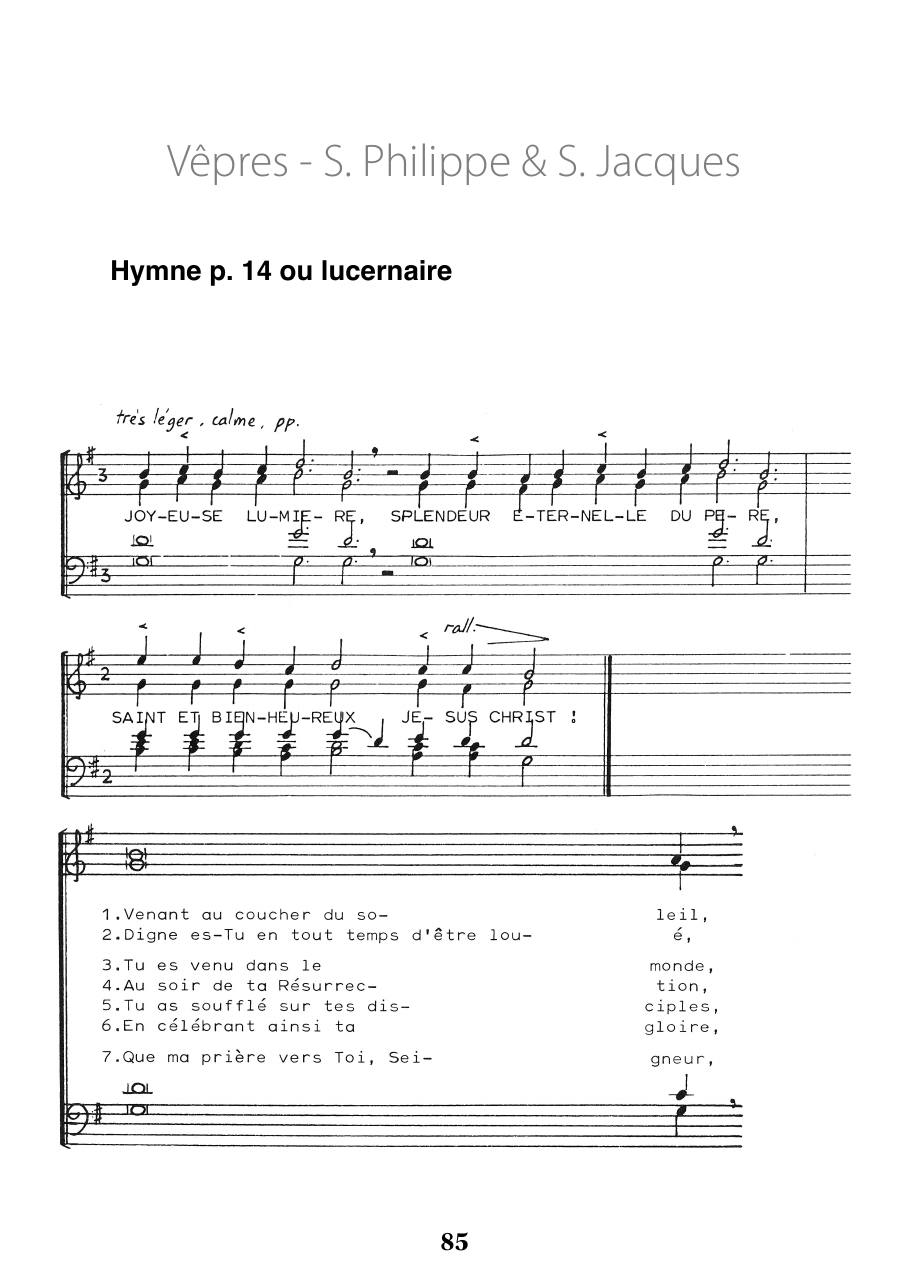 Vêpres - S. Philippe & S. Jacques
Hymne p. 14 ou lucernaire
très léger, calme, pp.
3
JOY-EU-SE LU-MIE-RE, SPLENDEUR E-TER-NEL-LE DU PE-RE,
3
rall.
2
SAINT ET BIEN-HEU-REUX JE- SUS CHRIST !
2
1.Venant au coucher du so- leil,
2.Digne es-Tu en tout temps d'être lou- é,
3.Tu es venu dans le monde,
4.Au soir de ta Résurrec- tion,
5.Tu as soufflé sur tes dis- ciples,
6.En célébrant ainsi ta gloire,
7.Que ma prière vers Toi, Sei- gneur,
85